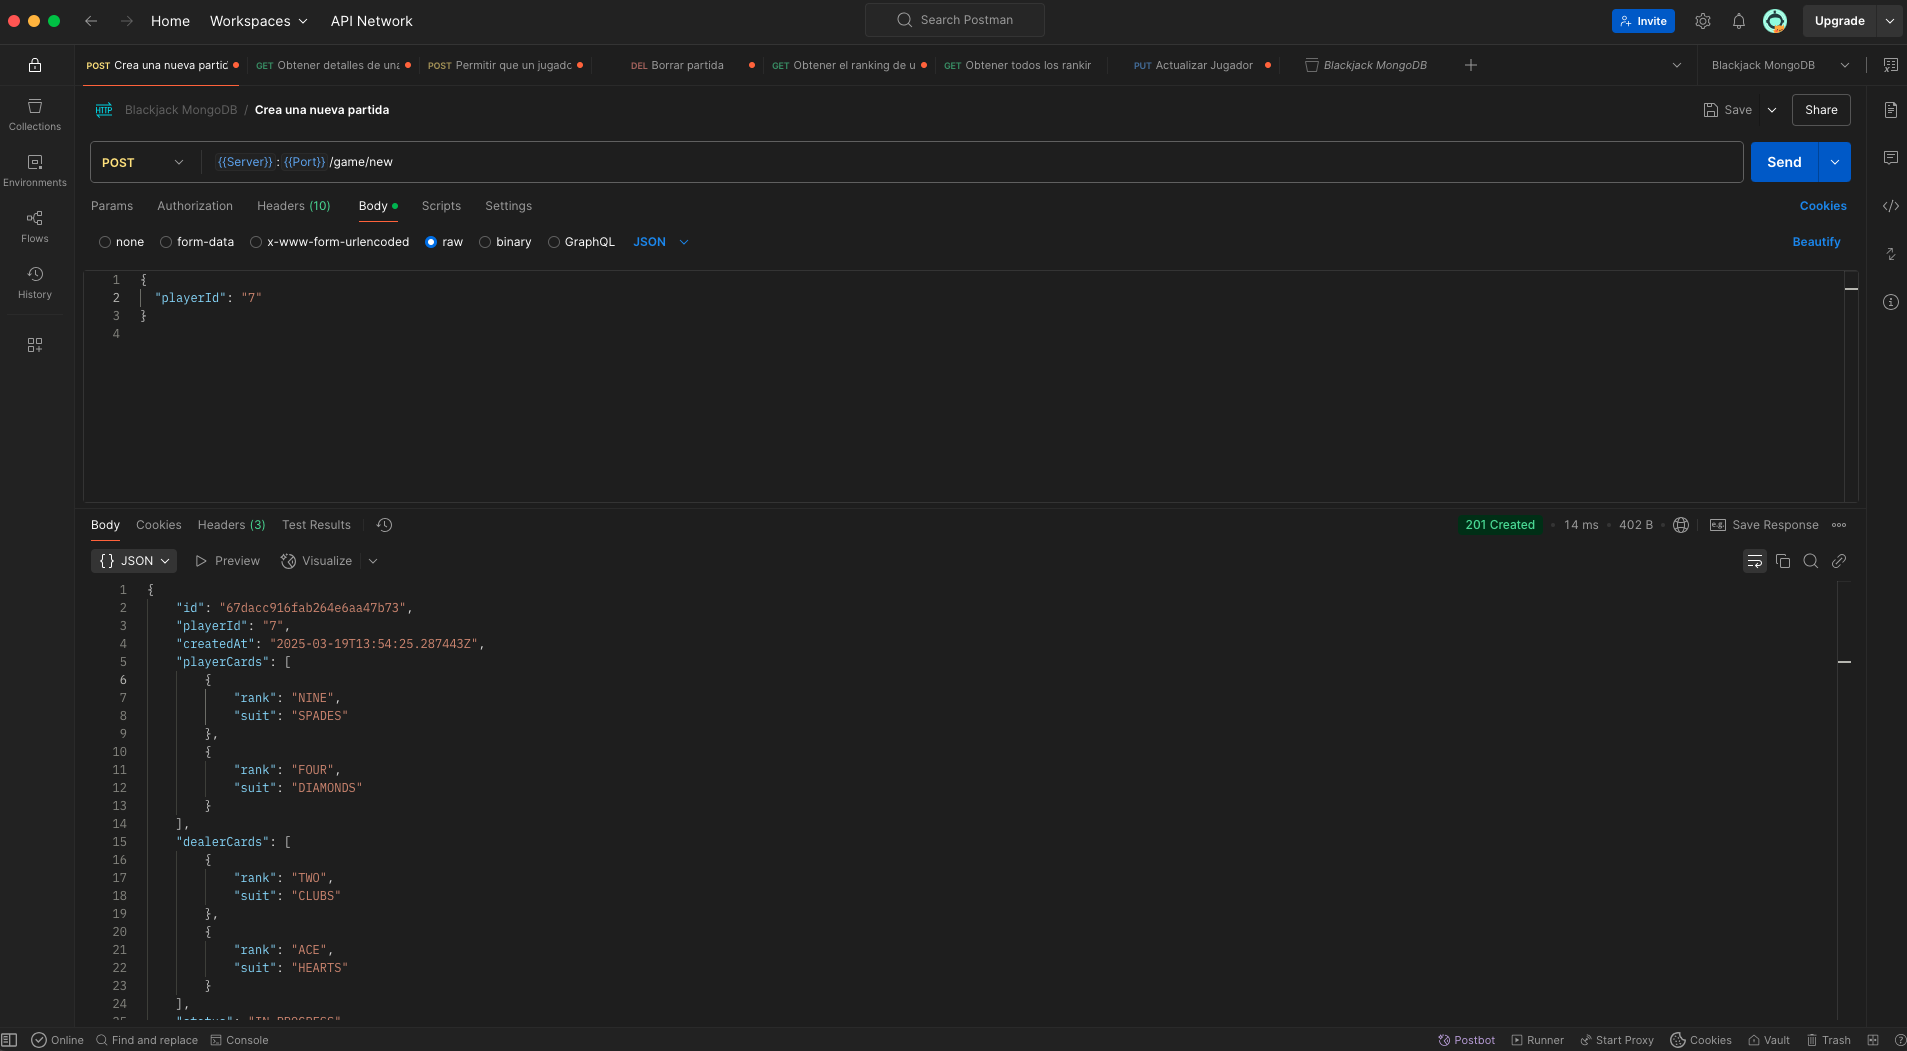 Home Workspaces API Network Search Postman Invite Upgrade
POST Crea una nueva partid GET Obtener detalles de una POST Permitir que un jugado DEL Borrar partida GET Obtener el ranking de u GET Obtener todos los rankin PUT Actualizar Jugador Blackjack MongoDB Blackjack MongoDB
HTTP Blackjack MongoDB / Crea una nueva partida Save Share
Collections
POST {{Server}}:{{Port}}/game/new Send
Environments
Params Authorization Headers (10) Body Scripts Settings Cookies
Flows
none form-data x-www-form-urlencoded raw binary GraphQL JSON Beautify
History
1 {
2 "playerId": "7"
3 }
4
Body Cookies Headers (3) Test Results 201 Created 14 ms 402 B e.g. Save Response
{} JSON Preview Visualize
1 {
2 "id": "67dacc916fab264e6aa47b73",
3 "playerId": "7",
4 "createdAt": "2025-03-19T13:54:25.287443Z",
5 "playerCards": [
6 {
7 "rank": "NINE",
8 "suit": "SPADES"
9 },
10 {
11 "rank": "FOUR",
12 "suit": "DIAMONDS"
13 }
14 ],
15 "dealerCards": [
16 {
17 "rank": "TWO",
18 "suit": "CLUBS"
19 },
20 {
21 "rank": "ACE",
22 "suit": "HEARTS"
23 }
24 ],
25 "status": "IN_PROGRESS"
Online Find and replace Console Postbot Runner Start Proxy Cookies Vault Trash